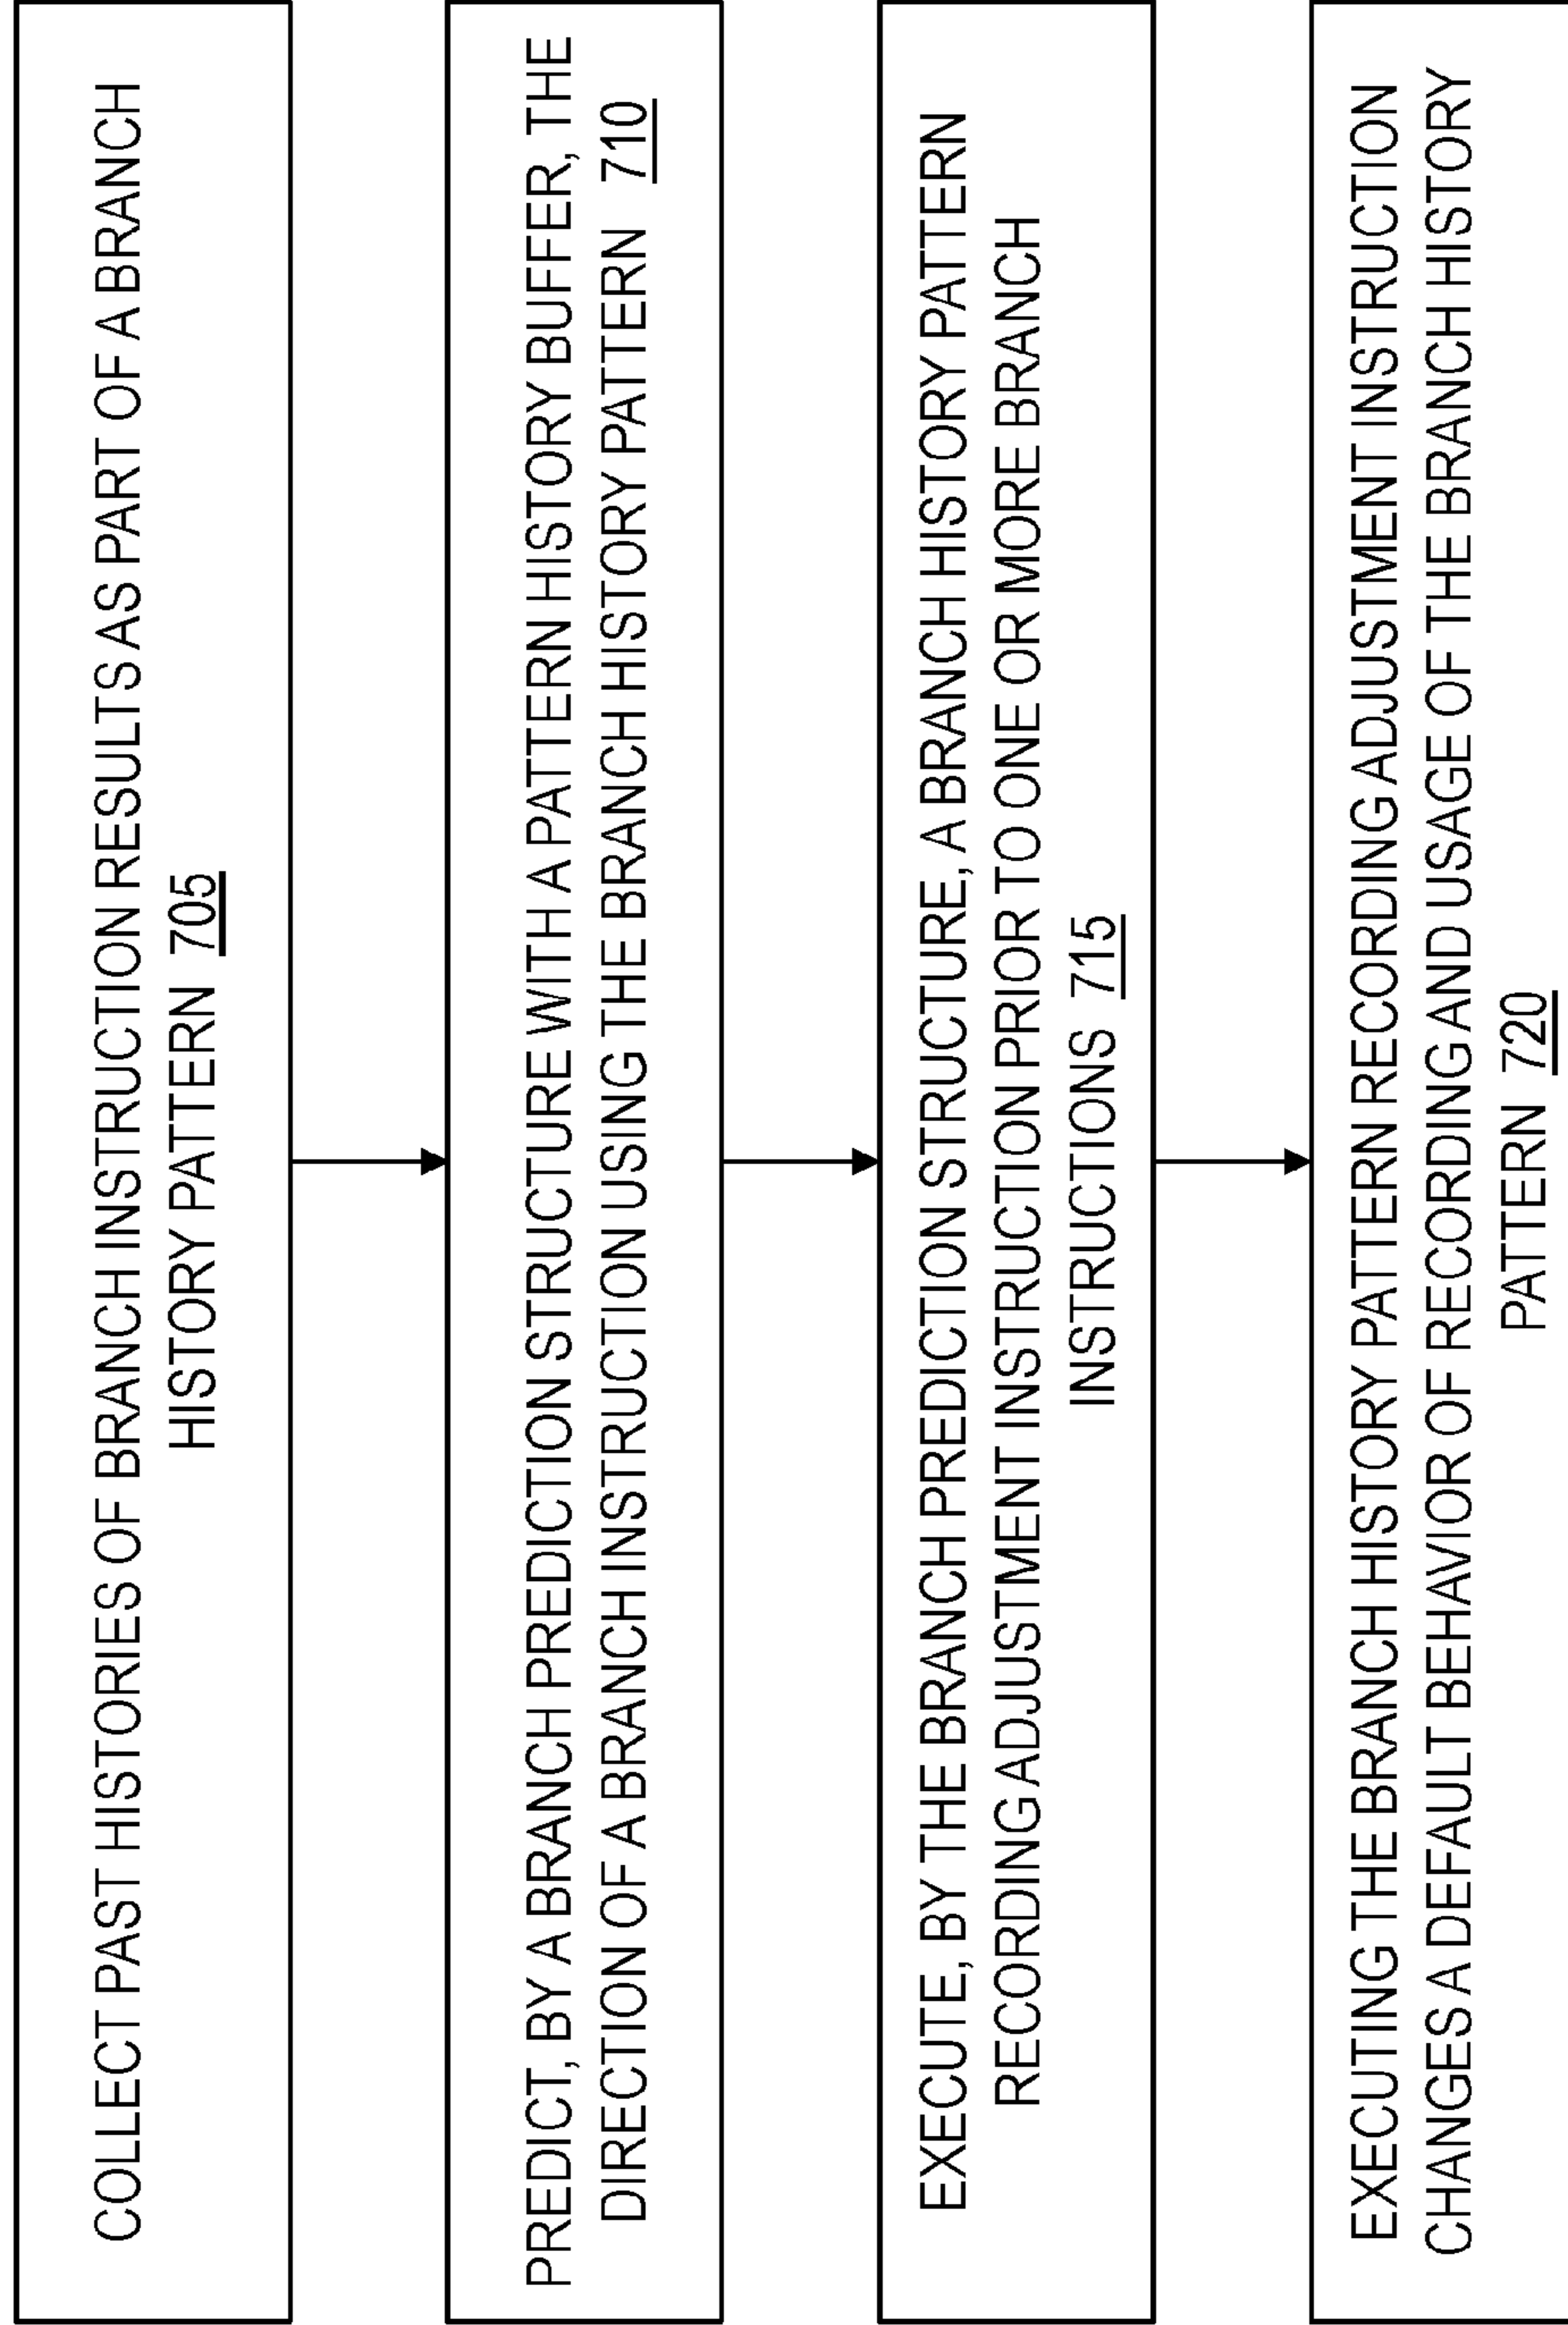 COLLECT PAST HISTORIES OF BRANCH INSTRUCTION RESULTS AS PART OF A BRANCH
HISTORY PATTERN 705
PREDICT, BY A BRANCH PREDICTION STRUCTURE WITH A PATTERN HISTORY BUFFER, THE
DIRECTION OF A BRANCH INSTRUCTION USING THE BRANCH HISTORY PATTERN 710
EXECUTE, BY THE BRANCH PREDICTION STRUCTURE, A BRANCH HISTORY PATTERN
RECORDING ADJUSTMENT INSTRUCTION PRIOR TO ONE OR MORE BRANCH
INSTRUCTIONS 715
EXECUTING THE BRANCH HISTORY PATTERN RECORDING ADJUSTMENT INSTRUCTION
CHANGES A DEFAULT BEHAVIOR OF RECORDING AND USAGE OF THE BRANCH HISTORY
PATTERN 720